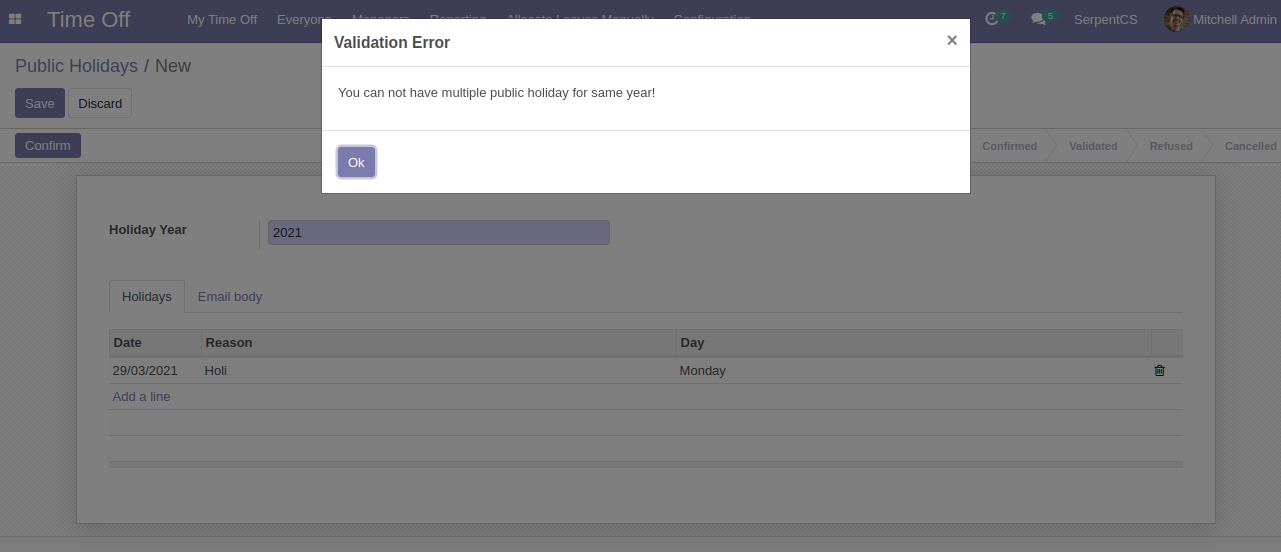 Time Off My Time Off Everyone Managers Reporting Allocate Leaves Manually Configuration 7 5 SerpentCS Mitchell Admin
Validation Error ×
Public Holidays / New
You can not have multiple public holiday for same year!
Save Discard
Confirm Confirmed Validated Refused Cancelled
Ok
Holiday Year 2021
Holidays Email body
Date Reason Day
29/03/2021 Holi Monday
Add a line